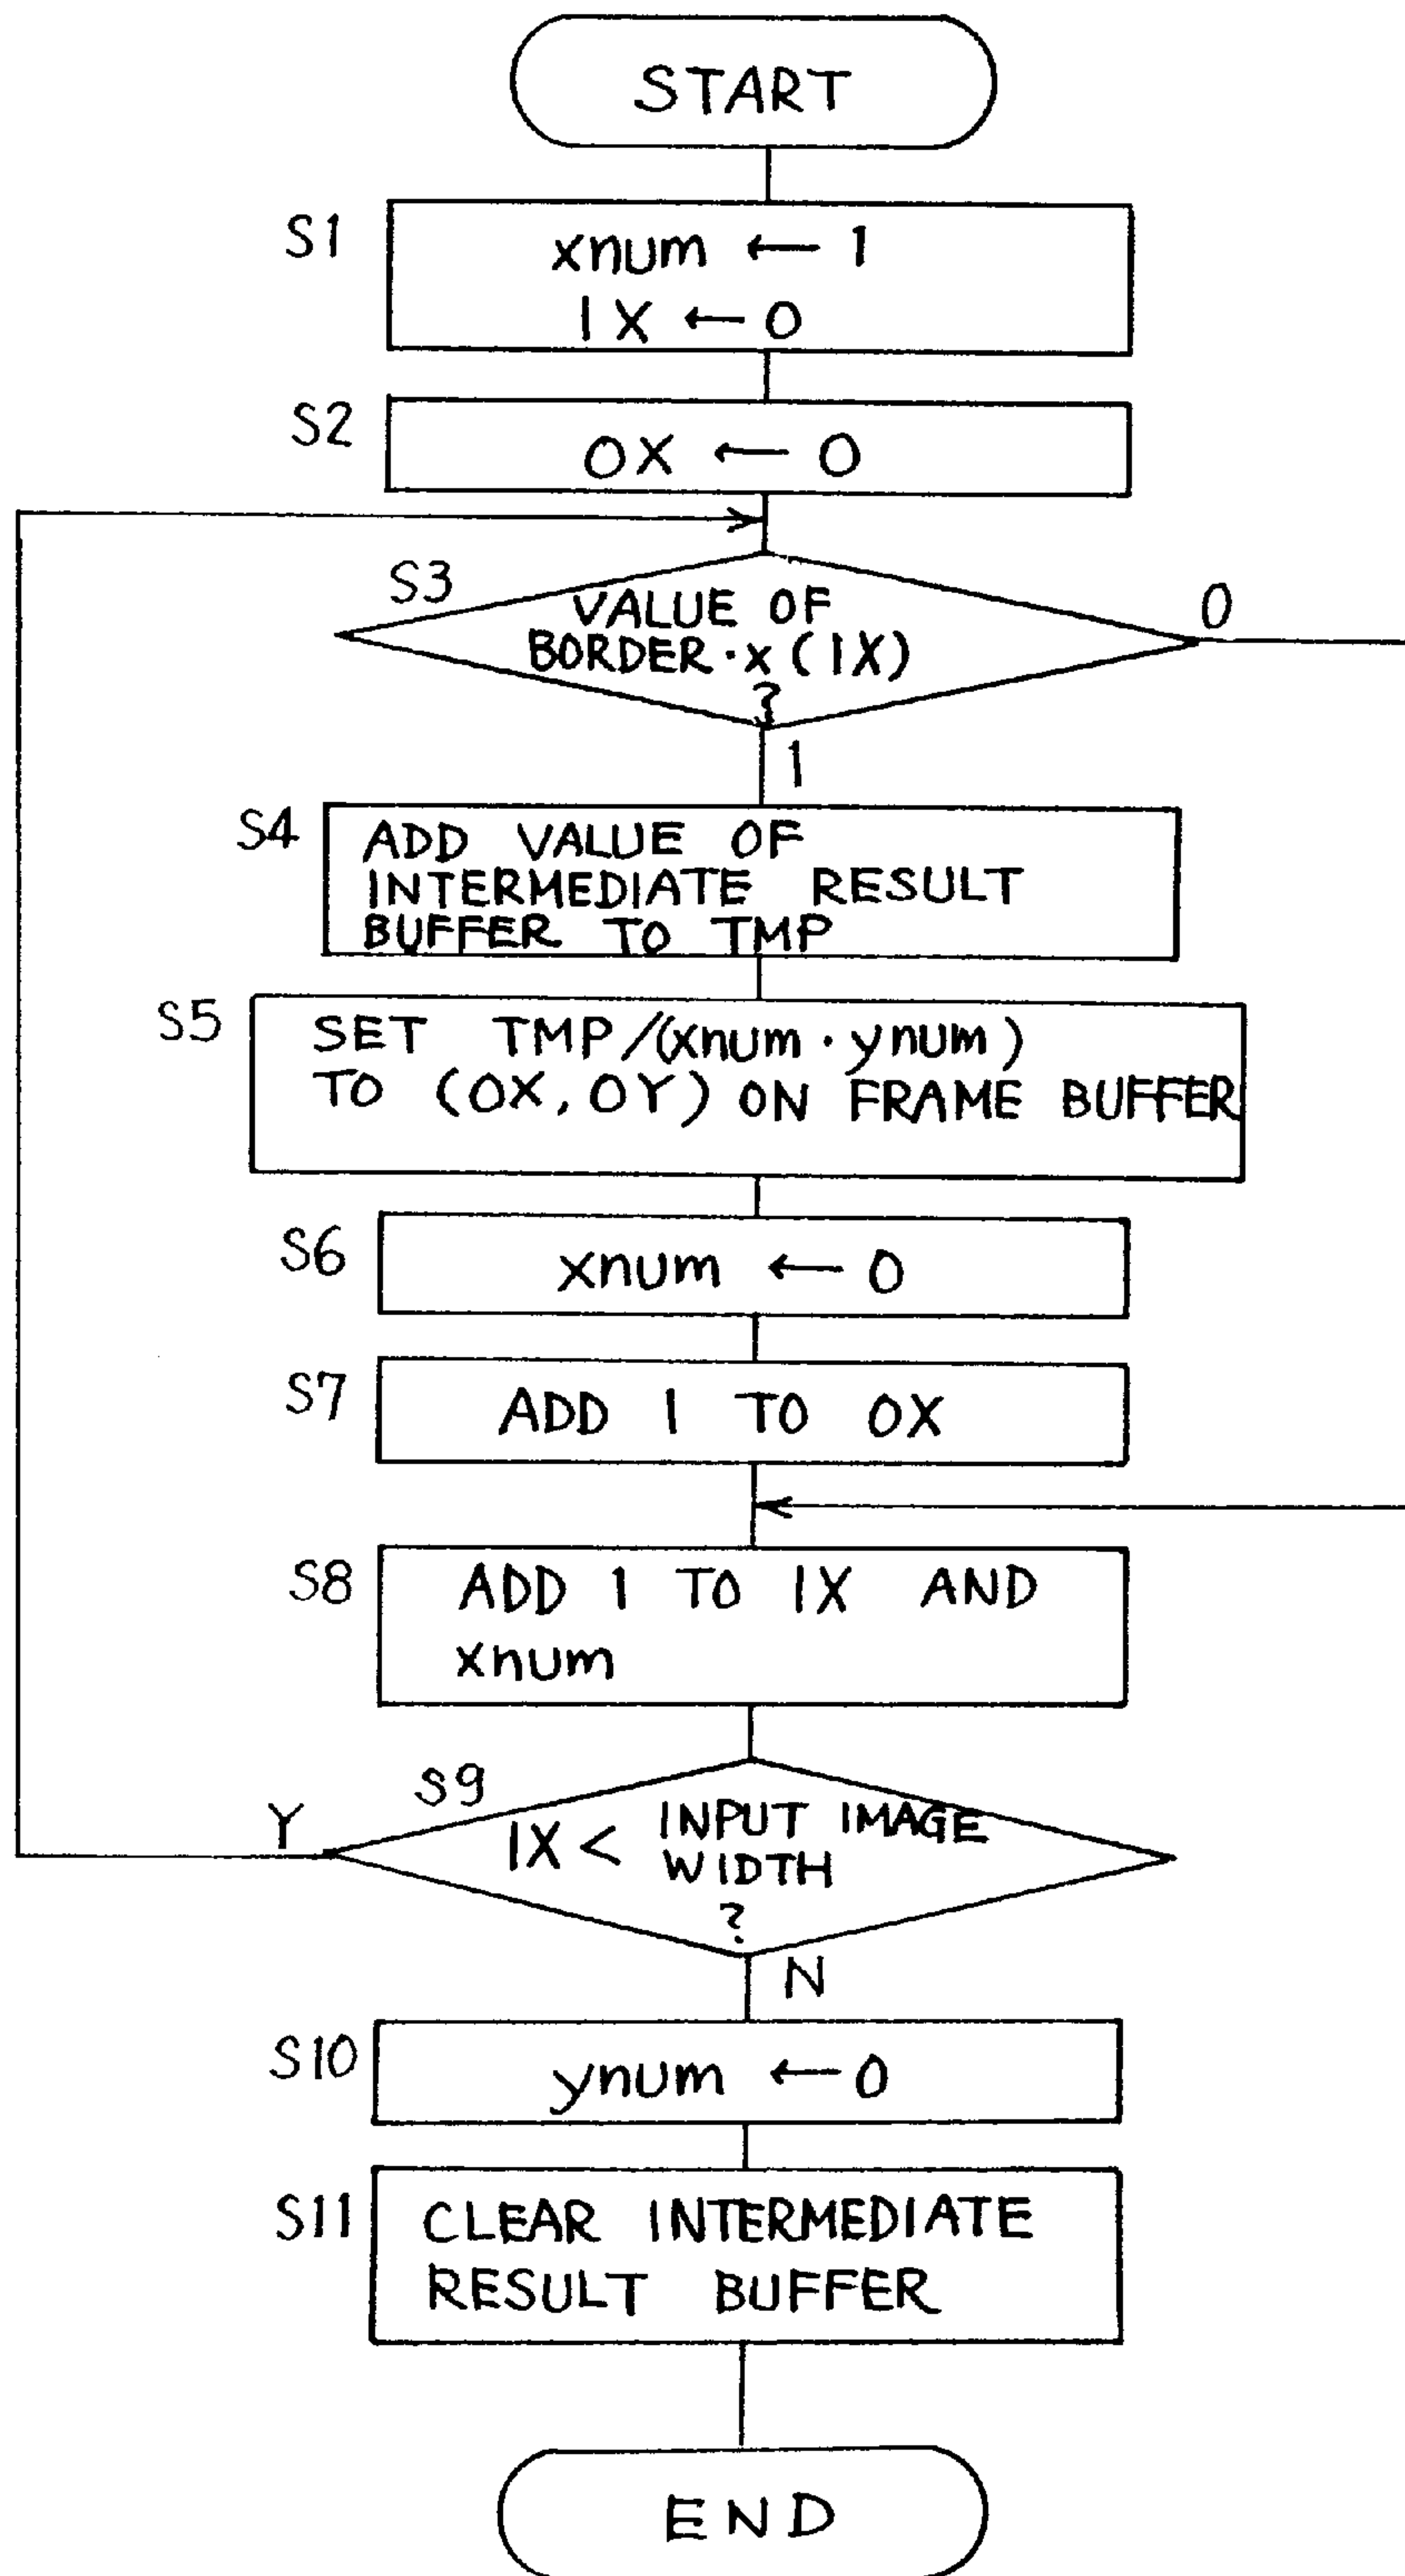 START
S1
xnum ← 1
IX ← 0
S2
OX ← 0
S3
VALUE OF
BORDER·x(IX)
?
0
1
S4
ADD VALUE OF
INTERMEDIATE RESULT
BUFFER TO TMP
S5
SET TMP/(xnum·ynum)
TO (OX, OY) ON FRAME BUFFER
S6
xnum ← 0
S7
ADD 1 TO OX
S8
ADD 1 TO IX AND
xnum
S9
Y
IX < INPUT IMAGE
WIDTH
?
N
S10
ynum ← 0
S11
CLEAR INTERMEDIATE
RESULT BUFFER
END